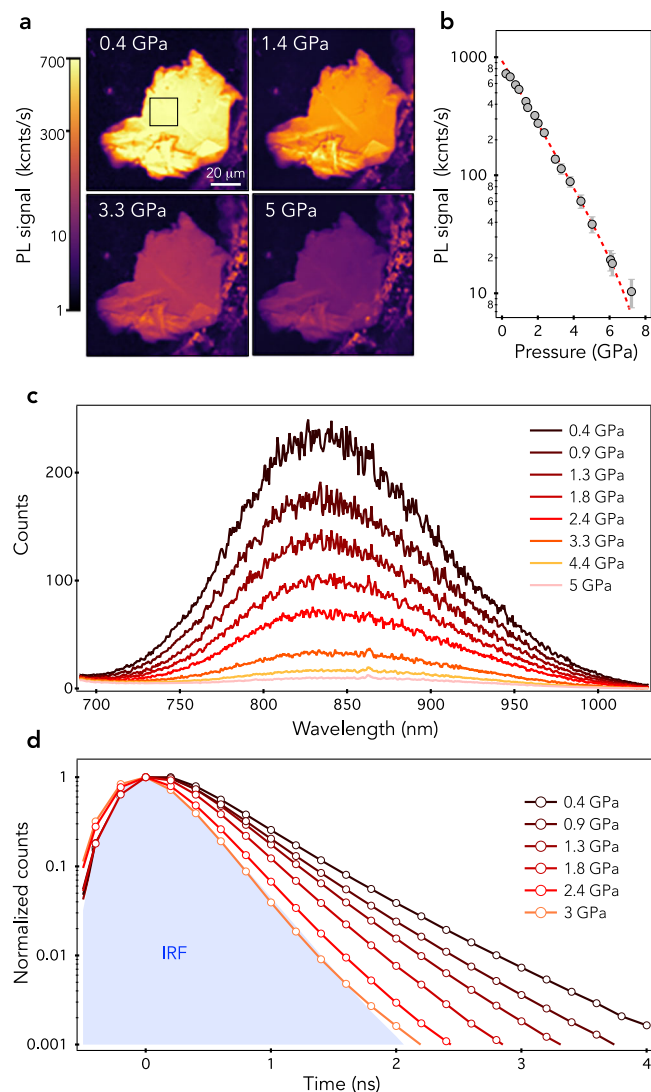 a
PL signal (kcnts/s)
700
300
10
1
0.4 GPa
20 µm
1.4 GPa
3.3 GPa
5 GPa
b
PL signal (kcnts/s)
1000
8
6
4
2
100
8
6
4
2
10
8
0 2 4 6 8
Pressure (GPa)
c
Counts
200
100
0
700 750 800 850 900 950 1000
Wavelength (nm)
0.4 GPa
0.9 GPa
1.3 GPa
1.8 GPa
2.4 GPa
3.3 GPa
4.4 GPa
5 GPa
d
Normalized counts
1
0.1
0.01
0.001
IRF
0 1 2 3 4
Time (ns)
0.4 GPa
0.9 GPa
1.3 GPa
1.8 GPa
2.4 GPa
3 GPa